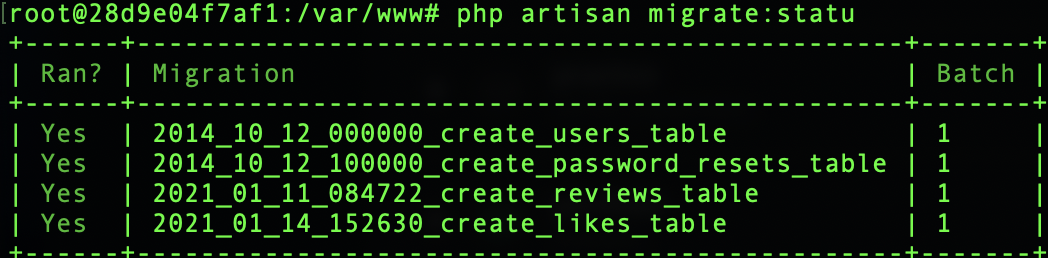 [root@28d9e04f7af1:/var/www# php artisan migrate:statu
+------+------------------------------------------------+-------+
| Ran? | Migration                                      | Batch |
+------+------------------------------------------------+-------+
| Yes  | 2014_10_12_000000_create_users_table           | 1     |
| Yes  | 2014_10_12_100000_create_password_resets_table | 1     |
| Yes  | 2021_01_11_084722_create_reviews_table         | 1     |
| Yes  | 2021_01_14_152630_create_likes_table           | 1     |
+------+------------------------------------------------+-------+